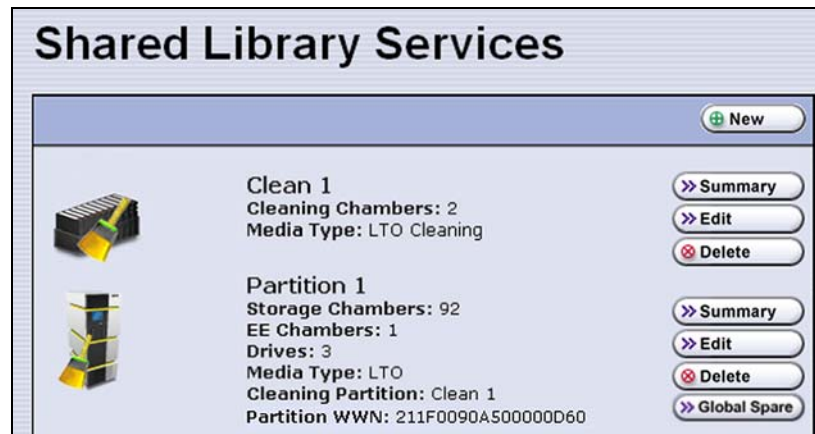 Shared Library Services
New
Clean 1
Cleaning Chambers: 2
Media Type: LTO Cleaning
Summary
Edit
Delete
Partition 1
Storage Chambers: 92
EE Chambers: 1
Drives: 3
Media Type: LTO
Cleaning Partition: Clean 1
Partition WWN: 211F0090A500000D60
Summary
Edit
Delete
Global Spare